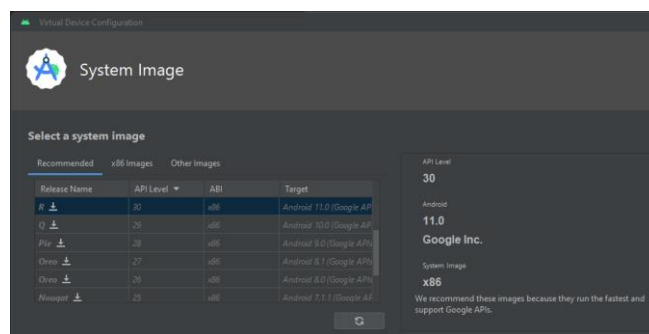 Virtual Device Configuration
System Image
Select a system image
Recommended x86 Images Other Images
Release Name API Level ABI Target
R 30 x86 Android 11.0 (Google AP
Q 29 x86 Android 10.0 (Google AP
Pie 28 x86 Android 9.0 (Google APIs
Oreo 27 x86 Android 8.1 (Google APIs
Oreo 26 x86 Android 8.0 (Google APIs
Nougat 25 x86 Android 7.1.1 (Google AP
API Level
30
Android
11.0
Google Inc.
System Image
x86
We recommend these images because they run the fastest and
support Google APIs.